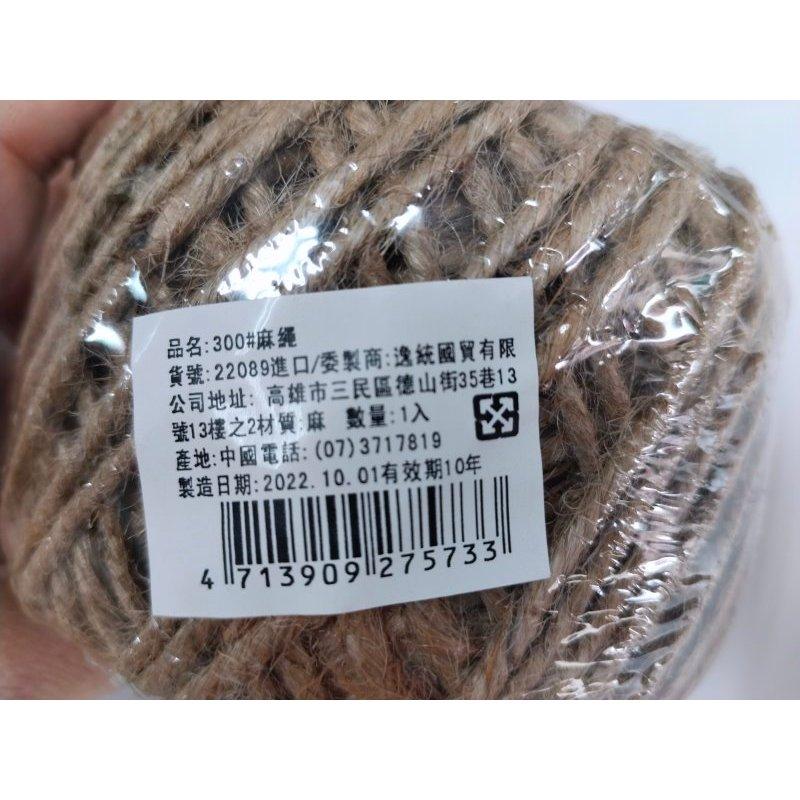 品名:300#麻繩
貨號:22089進口/委製商:逸統國貿有限
公司地址: 高雄市三民區德山街35巷13
號13樓之2材質:麻 數量:1入
產地:中國電話:(07)3717819
製造日期:2022.10.01有效期10年
4 713909 275733